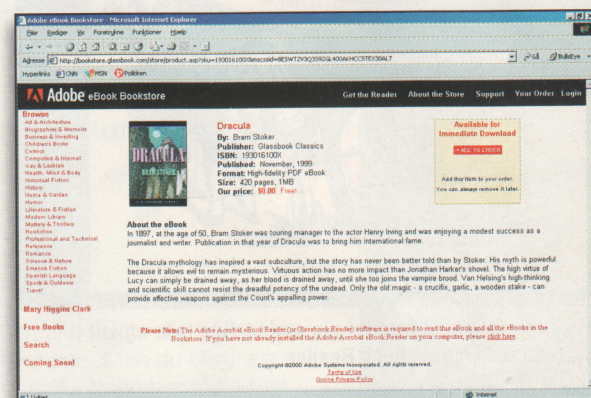 Adobe eBook Bookstore - Microsoft Internet Explorer
Filer Rediger Vis Foretrukne Funktioner Hjælp
Adresse http://bookstore.glassbook.com/store/product.asp?sku=193016100X
Gå BullsEye
Hyperlinks CNN MSN Politiken
Adobe eBook Bookstore
Get the Reader About the Store Support Your Order Login
Browse
Art & Architecture
Biographies & Memoirs
Business & Investing
Children's Books
Comics
Computers & Internet
Gay & Lesbian
Health, Mind & Body
Historical Fiction
History
Home & Garden
Humor
Literature & Fiction
Modern Library
Mystery & Thrillers
Nonfiction
Professional and Technical
Reference
Romance
Science & Nature
Science Fiction
Spanish Language
Sports & Outdoors
Travel
Mary Higgins Clark
Free Books
Search
Coming Soon!
DRACULA
BRAM STOKER
Dracula
By: Bram Stoker
Publisher: Glassbook Classics
ISBN: 193016100X
Published: November, 1999
Format: High-fidelity PDF eBook
Size: 420 pages, 1MB
Our price: $0.00 Free!
Available for
Immediate Download
+ADD TO ORDER
Add this item to your order.
You can always remove it later.
About the eBook
In 1897, at the age of 50, Bram Stoker was touring manager to the actor Henry Irving and was enjoying a modest success as a
journalist and writer. Publication in that year of Dracula was to bring him international fame.
The Dracula mythology has inspired a vast subculture, but the story has never been better told than by Stoker. His myth is powerful
because it allows evil to remain mysterious. Virtuous action has no more impact than Jonathan Harker's shovel. The high virtue of
Lucy can simply be drained away, as her blood is drained away, until she too joins the vampire brood. Van Helsing's high-thinking
and scientific skill cannot resist the dreadful potency of the undead. Only the old magic - a crucifix, garlic, a wooden stake - can
provide effective weapons against the Count's appalling power.
Please Note: The Adobe Acrobat eBook Reader (or Glassbook Reader) software is required to read this eBook and all the eBooks in the
Bookstore. If you have not already installed the Adobe Acrobat eBook Reader on your computer, please click here.
Copyright ©2000 Adobe Systems Incorporated. All rights reserved.
Terms of Use
Online Privacy Policy
Internet